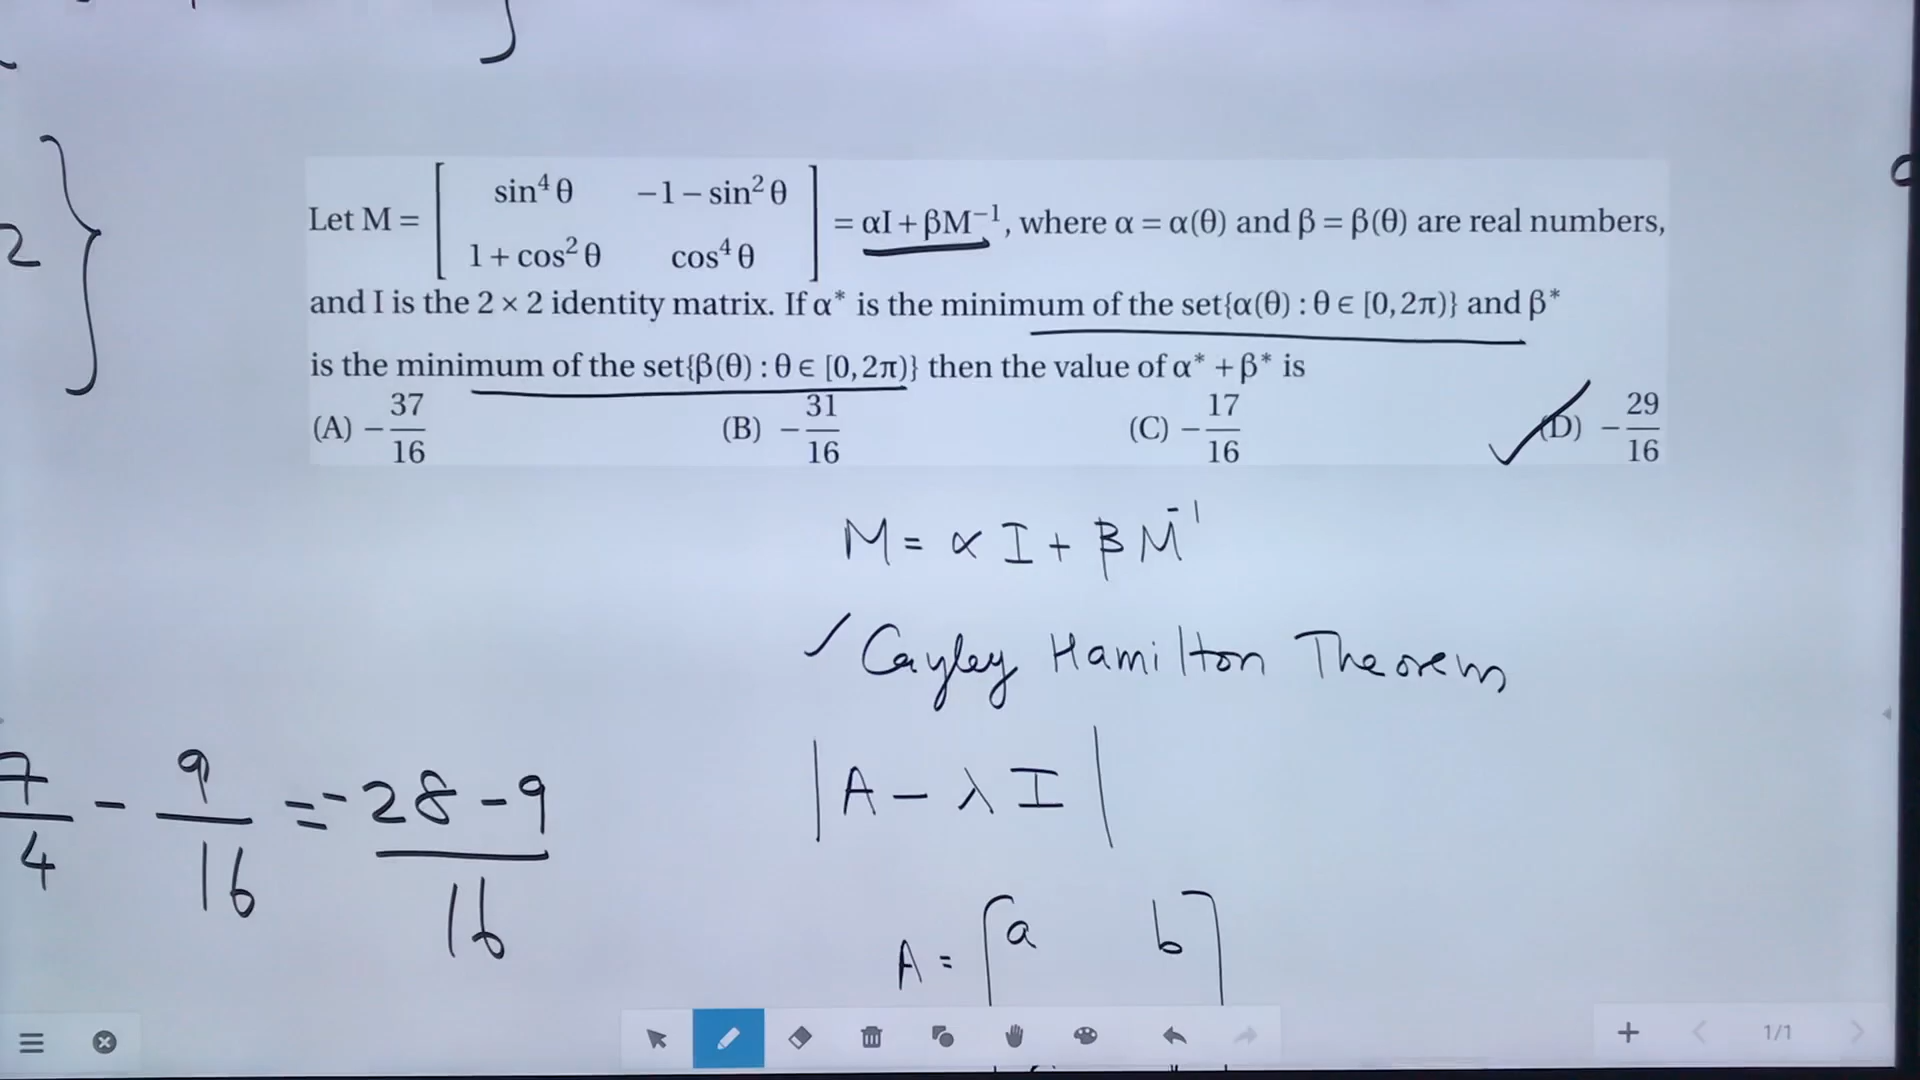 Let M = [ sin⁴θ −1 − sin²θ
1 + cos²θ cos⁴θ ] = αI + βM⁻¹, where α = α(θ) and β = β(θ) are real numbers,
and I is the 2 × 2 identity matrix. If α* is the minimum of the set{α(θ) : θ ∈ [0, 2π)} and β*
is the minimum of the set{β(θ) : θ ∈ [0, 2π)} then the value of α* + β* is
(A) −37/16 (B) −31/16 (C) −17/16 (D) −29/16
2 }
M = α I + β M⁻¹
Cayley Hamilton Theorem
7/4 − 9/16 = −28 − 9/16
|A − λ I|
A = [a b]
1/1